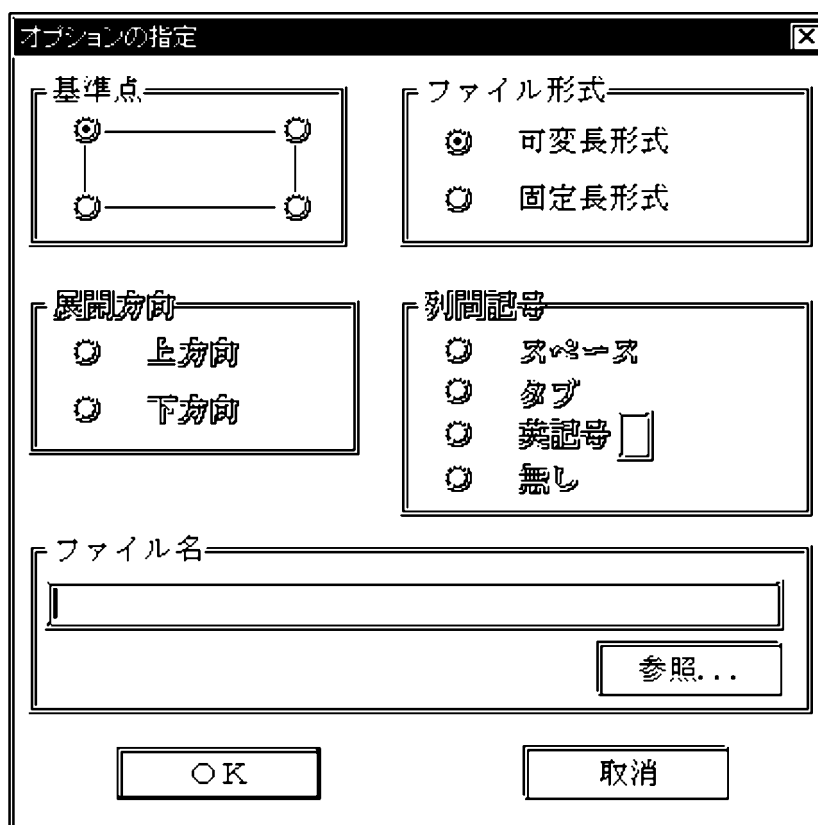 オプションの指定
基準点
ファイル形式
可変長形式
固定長形式
展開方向
上方向
下方向
列間記号
スペース
タブ
英記号
無し
ファイル名
参照...
OK
取消